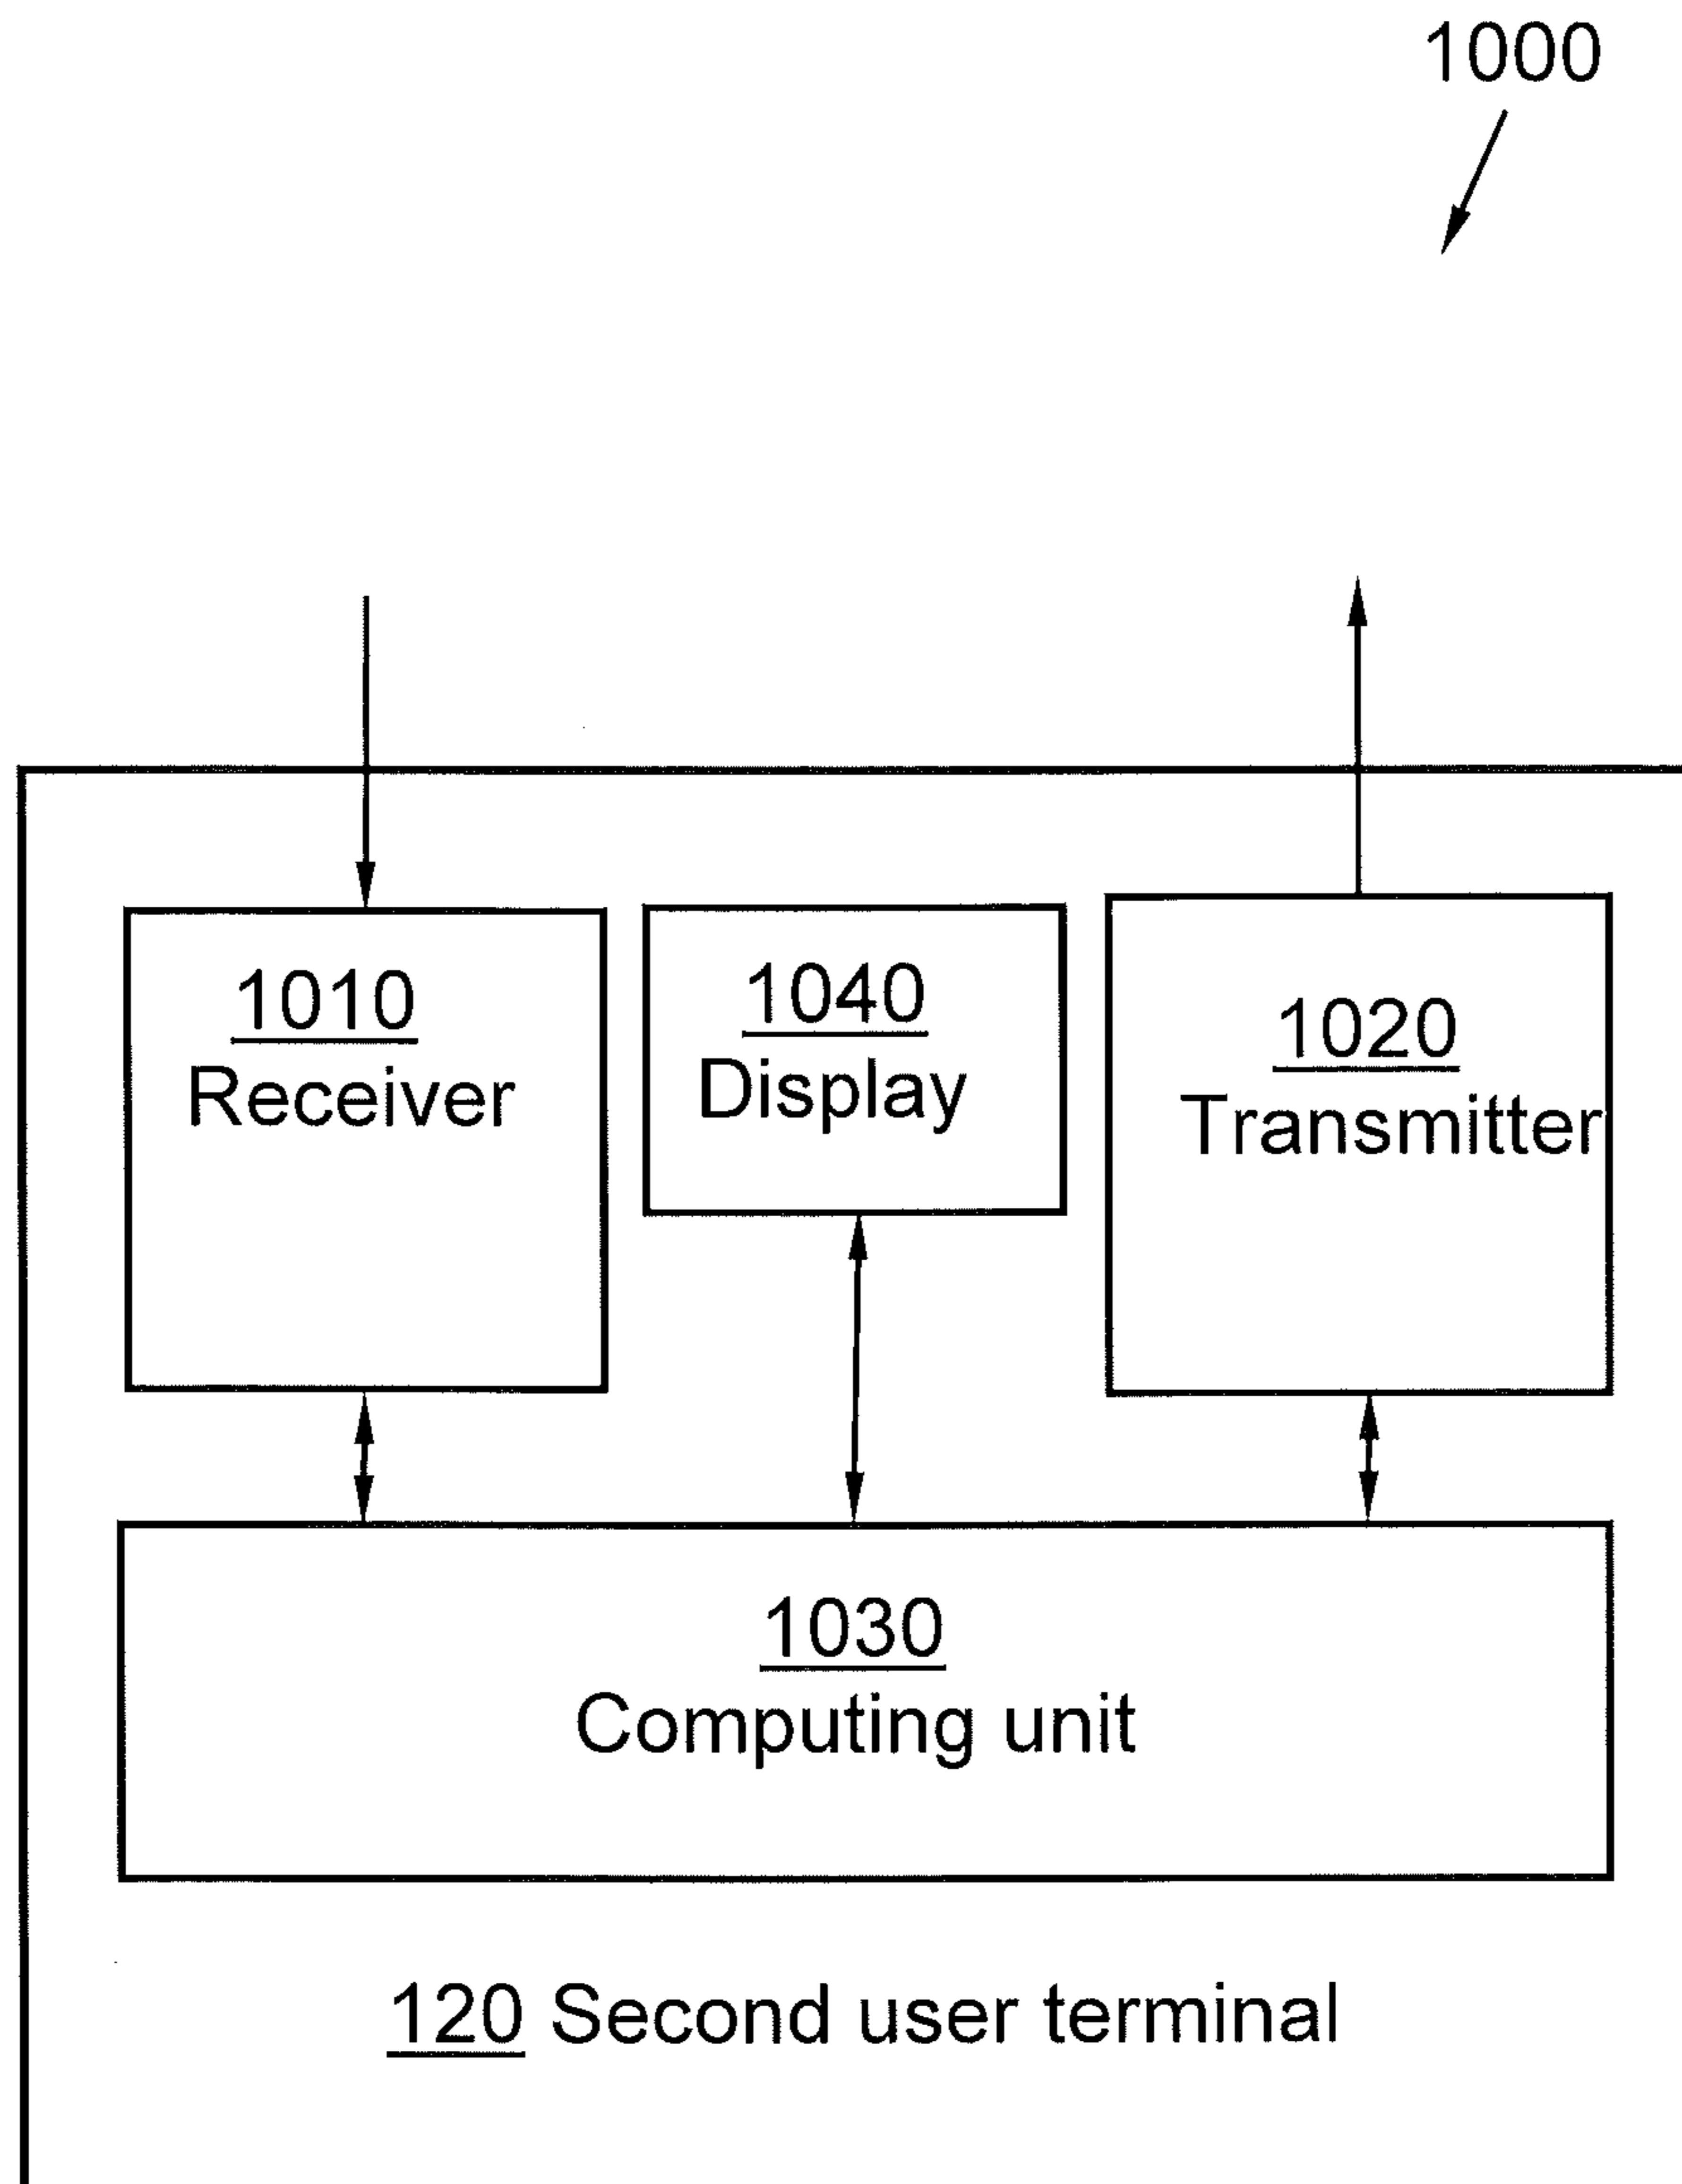 1000
1010
Receiver
1040
Display
1020
Transmitter
1030
Computing unit
120 Second user terminal